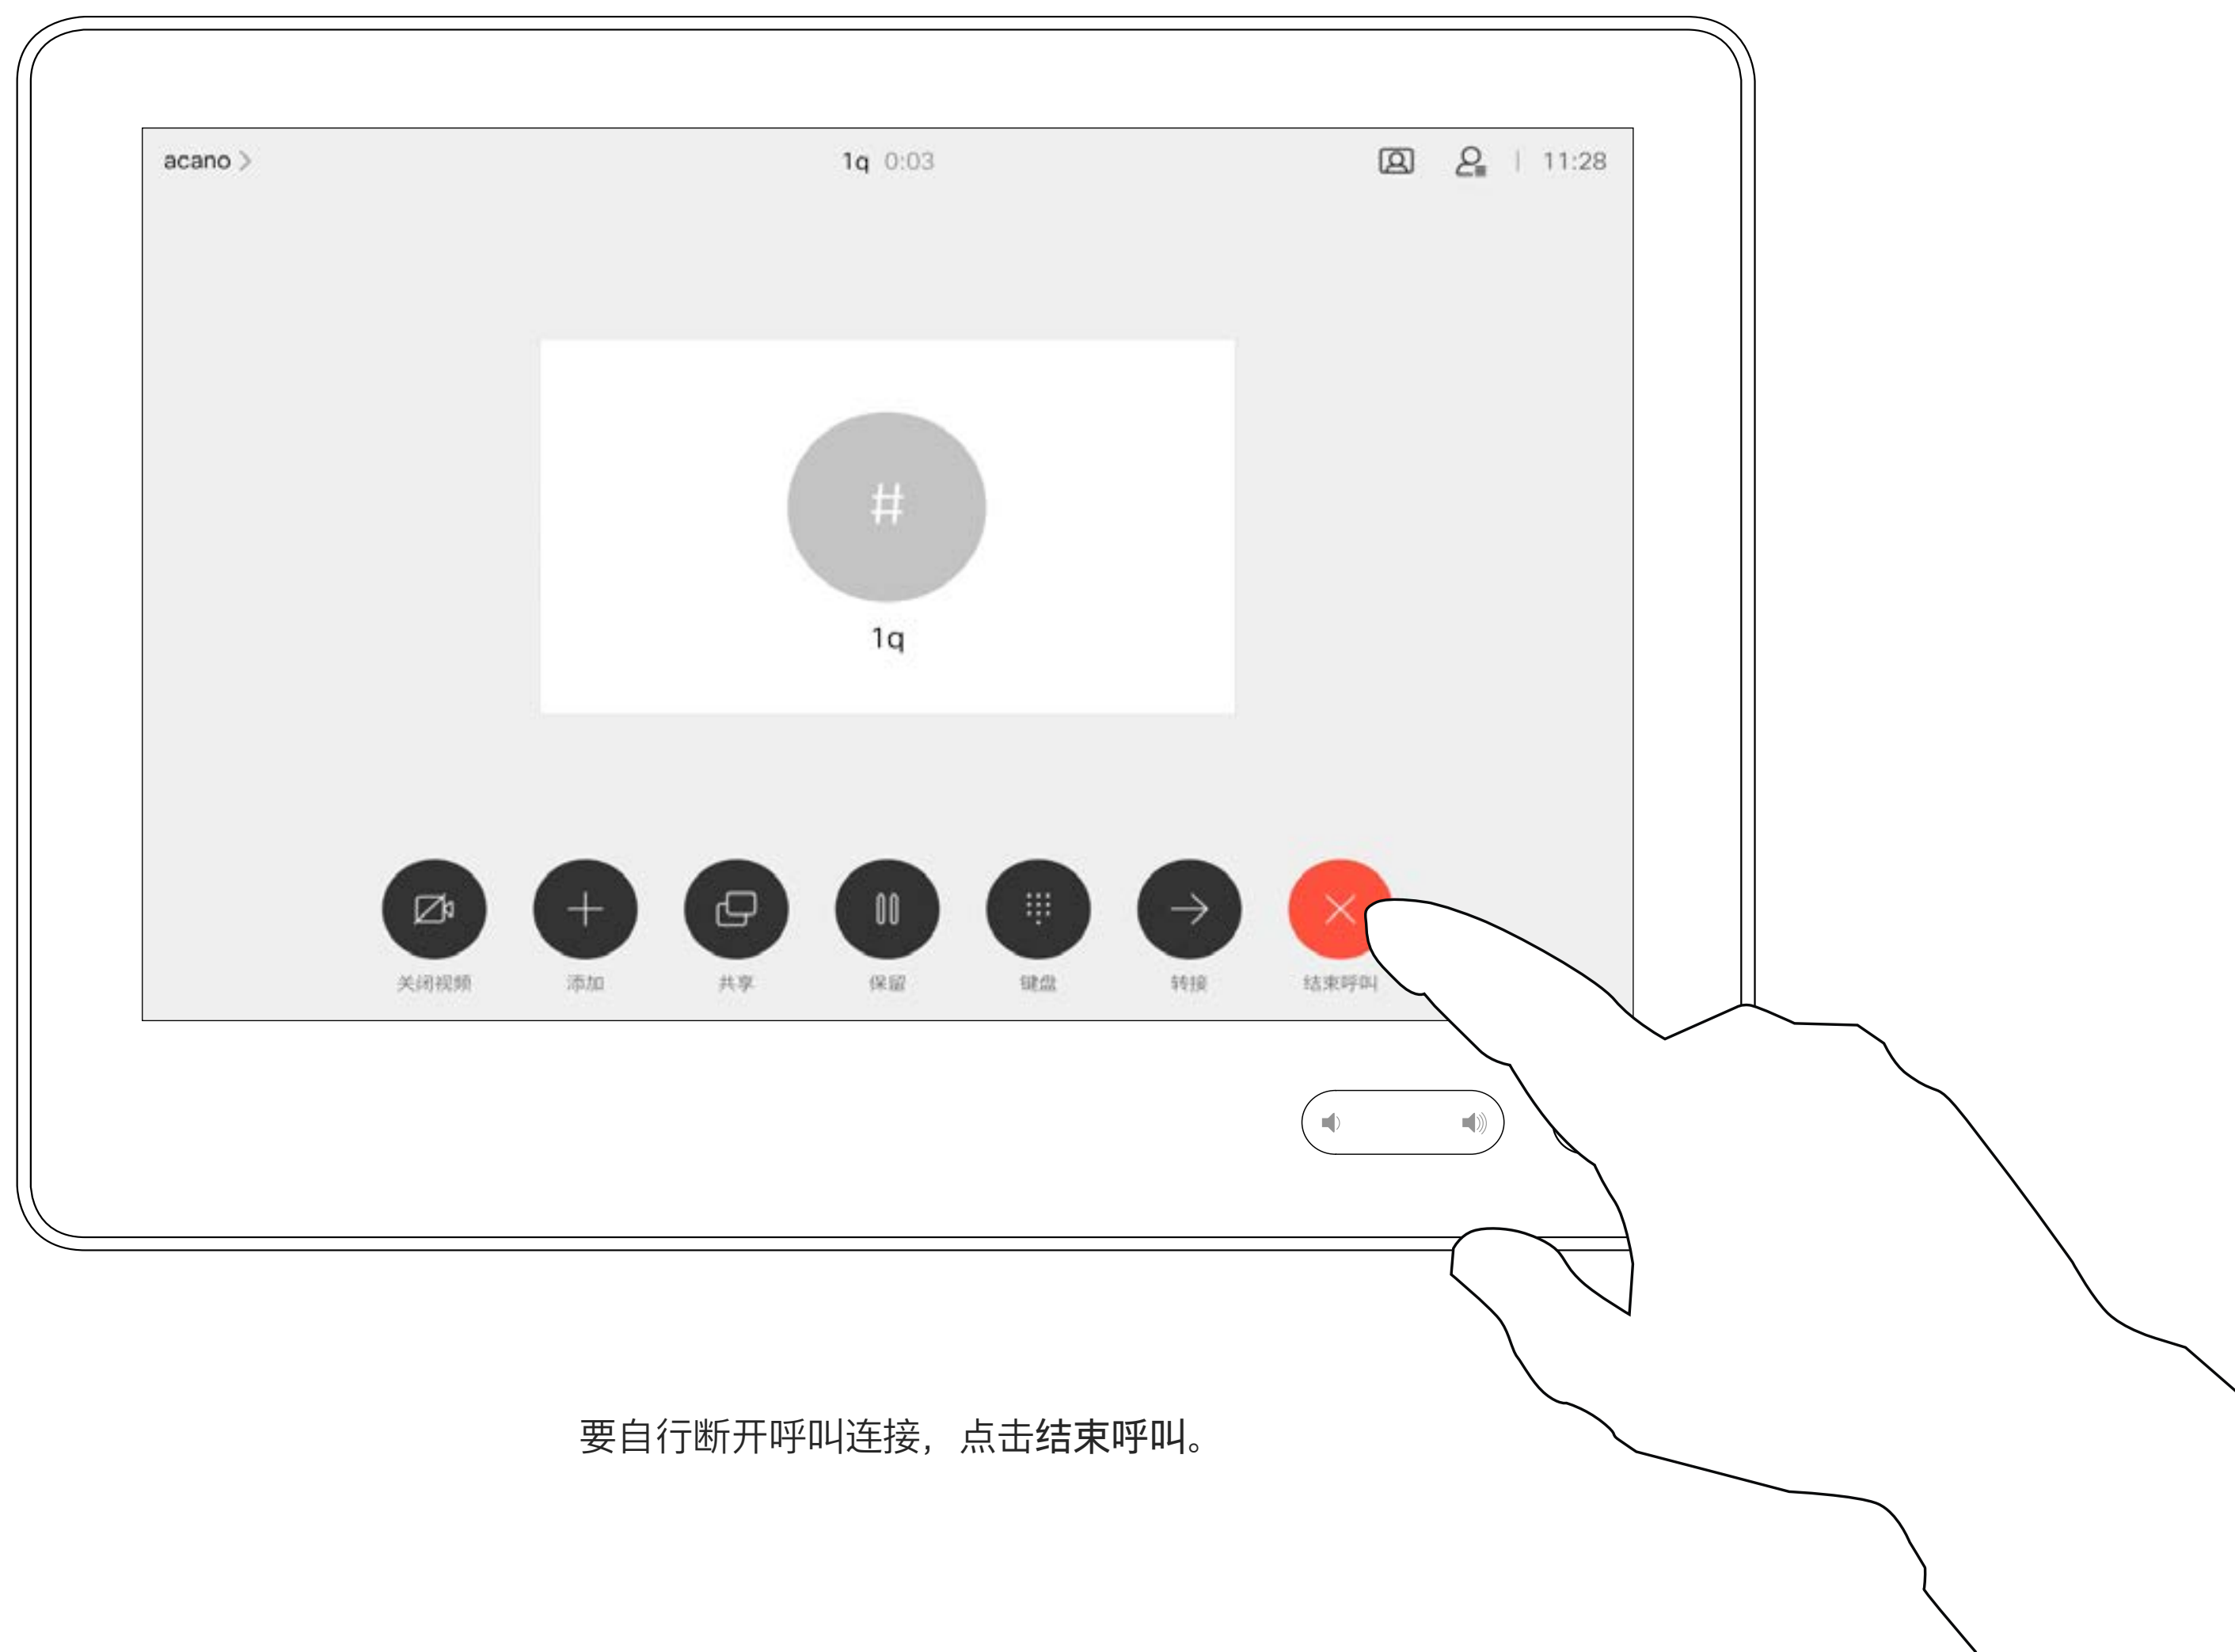 acano
1q 0:03
11:28
#
1q
关闭视频
添加
共享
保留
键盘
转接
结束呼叫
要自行断开呼叫连接，点击结束呼叫。